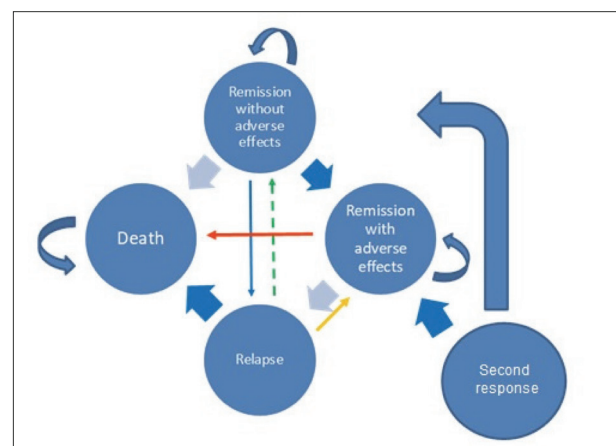 Remission
without
adverse
effects
Death
Remission
with
adverse
effects
Relapse
Second
response